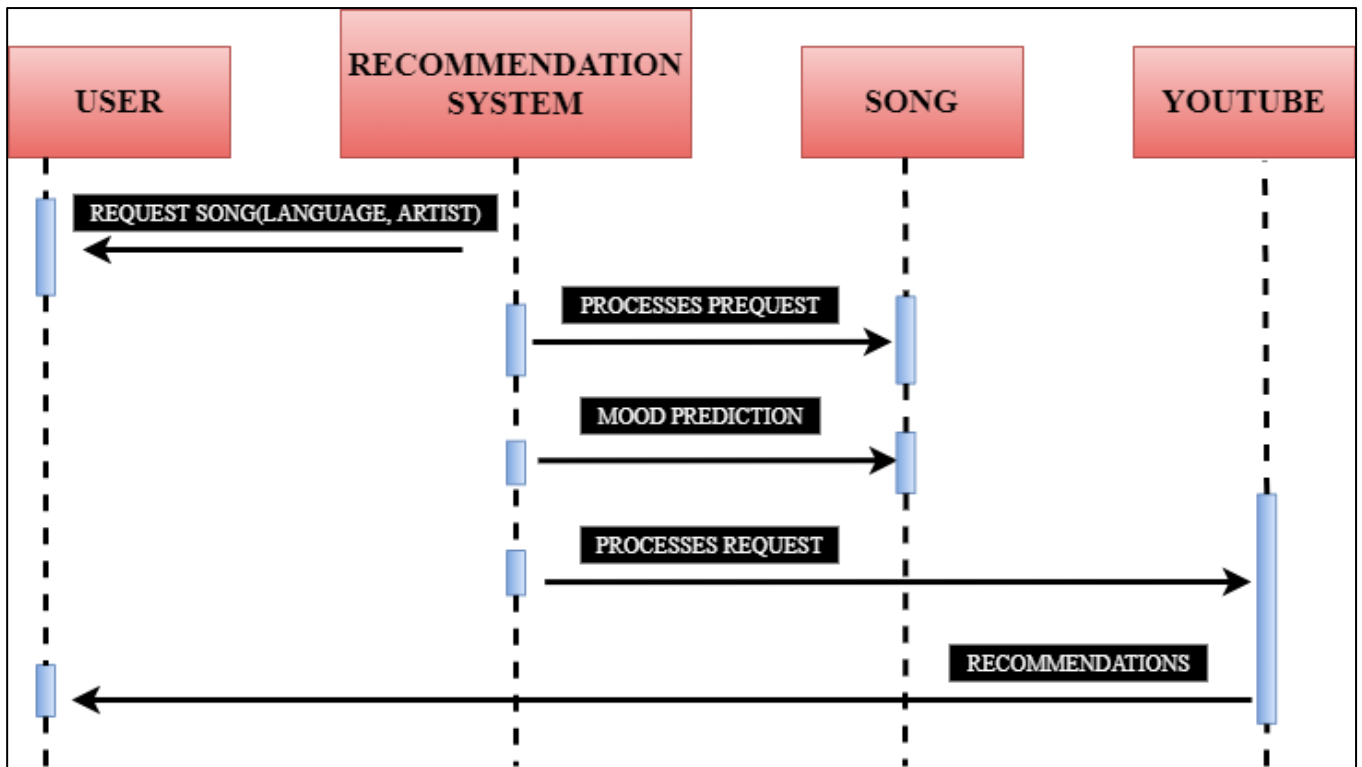 USER
RECOMMENDATION
SYSTEM
SONG
YOUTUBE
REQUEST SONG(LANGUAGE, ARTIST)
PROCESSES PREQUEST
MOOD PREDICTION
PROCESSES REQUEST
RECOMMENDATIONS